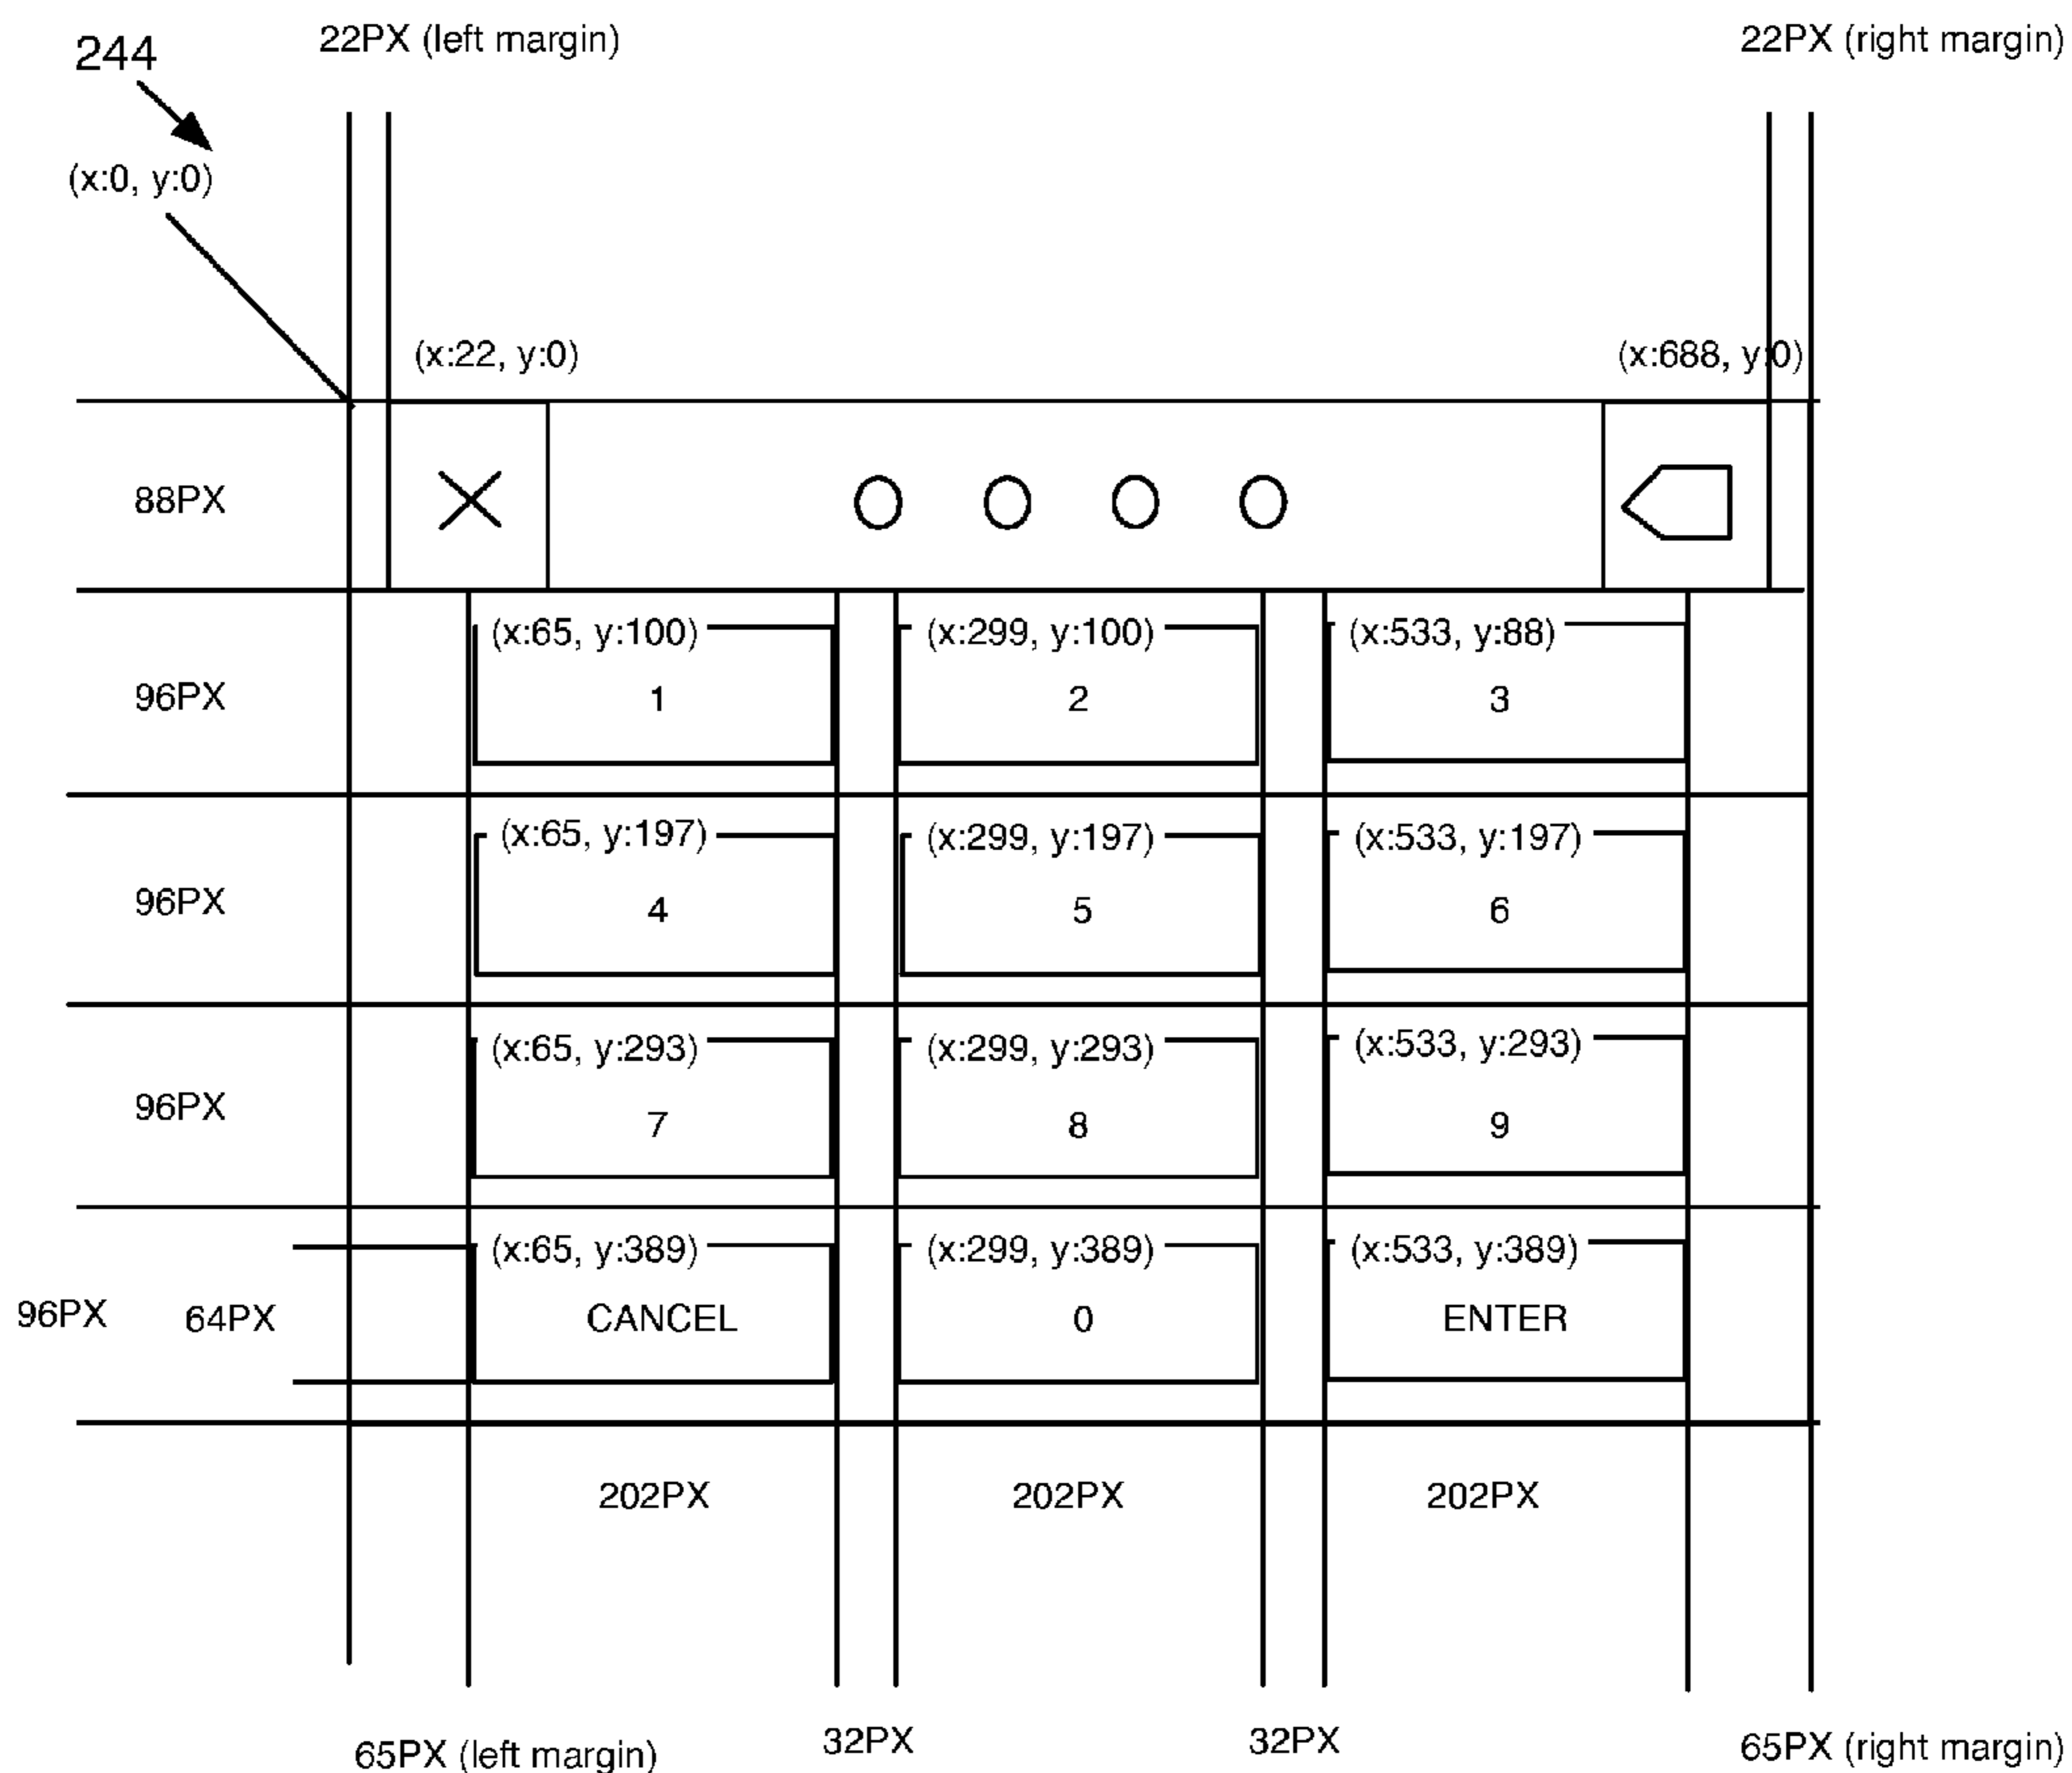 244
22PX (left margin)
22PX (right margin)
(x:0, y:0)
(x:22, y:0)
(x:688, y:0)
88PX
96PX
(x:65, y:100)
(x:299, y:100)
(x:533, y:88)
1
2
3
96PX
(x:65, y:197)
(x:299, y:197)
(x:533, y:197)
4
5
6
96PX
(x:65, y:293)
(x:299, y:293)
(x:533, y:293)
7
8
9
96PX
64PX
(x:65, y:389)
(x:299, y:389)
(x:533, y:389)
CANCEL
0
ENTER
202PX
202PX
202PX
65PX (left margin)
32PX
32PX
65PX (right margin)